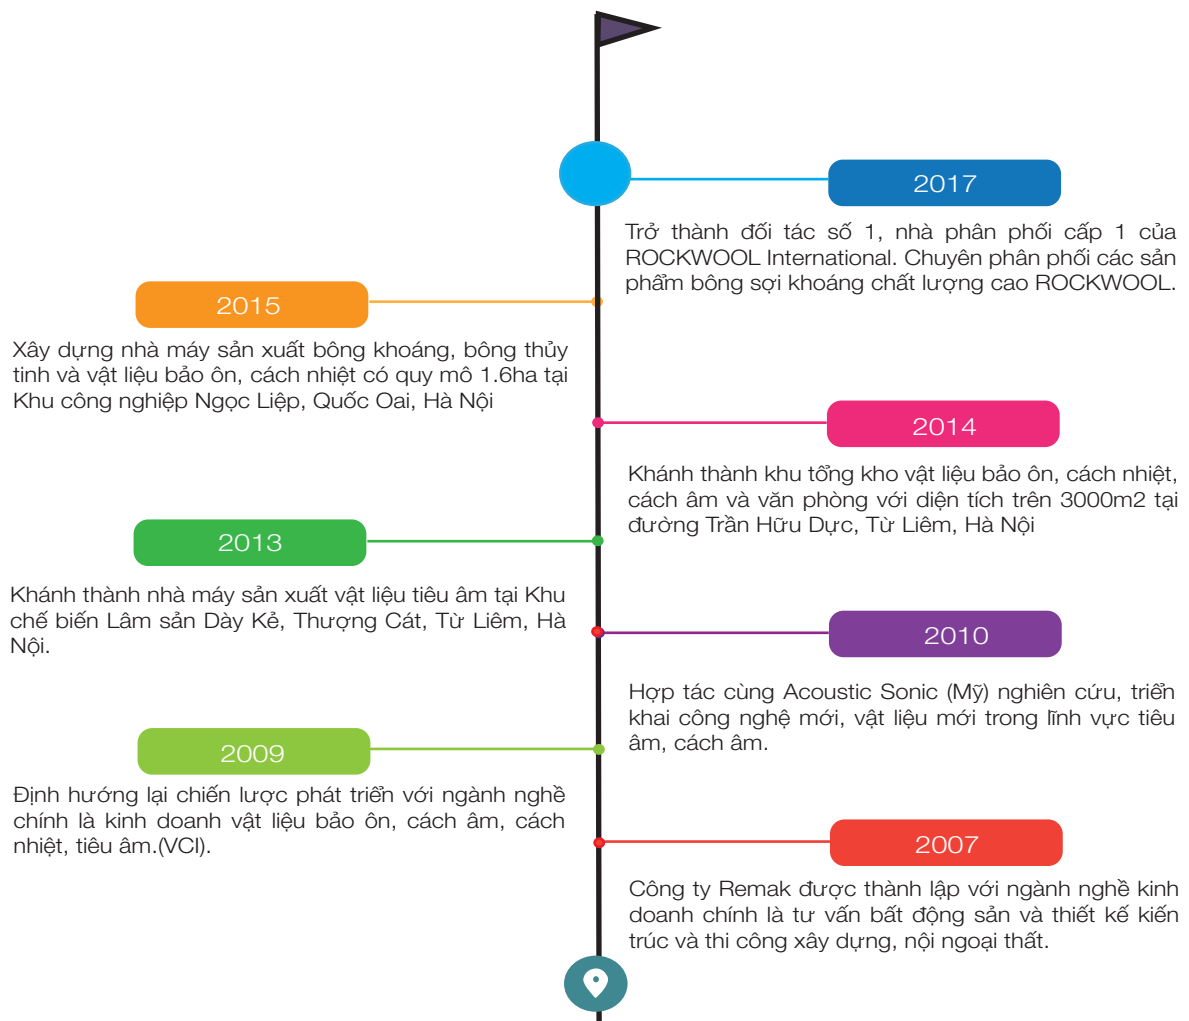 2017
Trở thành đối tác số 1, nhà phân phối cấp 1 của
ROCKWOOL International. Chuyên phân phối các sản
phẩm bông sợi khoáng chất lượng cao ROCKWOOL.
2015
Xây dựng nhà máy sản xuất bông khoáng, bông thủy
tinh và vật liệu bảo ôn, cách nhiệt có quy mô 1.6ha tại
Khu công nghiệp Ngọc Liệp, Quốc Oai, Hà Nội
2014
Khánh thành khu tổng kho vật liệu bảo ôn, cách nhiệt,
cách âm và văn phòng với diện tích trên 3000m2 tại
đường Trần Hữu Dực, Từ Liêm, Hà Nội
2013
Khánh thành nhà máy sản xuất vật liệu tiêu âm tại Khu
chế biến Lâm sản Dày Kẻ, Thượng Cát, Từ Liêm, Hà
Nội.
2010
Hợp tác cùng Acoustic Sonic (Mỹ) nghiên cứu, triển
khai công nghệ mới, vật liệu mới trong lĩnh vực tiêu
âm, cách âm.
2009
Định hướng lại chiến lược phát triển với ngành nghề
chính là kinh doanh vật liệu bảo ôn, cách âm, cách
nhiệt, tiêu âm.(VCI).
2007
Công ty Remak được thành lập với ngành nghề kinh
doanh chính là tư vấn bất động sản và thiết kế kiến
trúc và thi công xây dựng, nội ngoại thất.